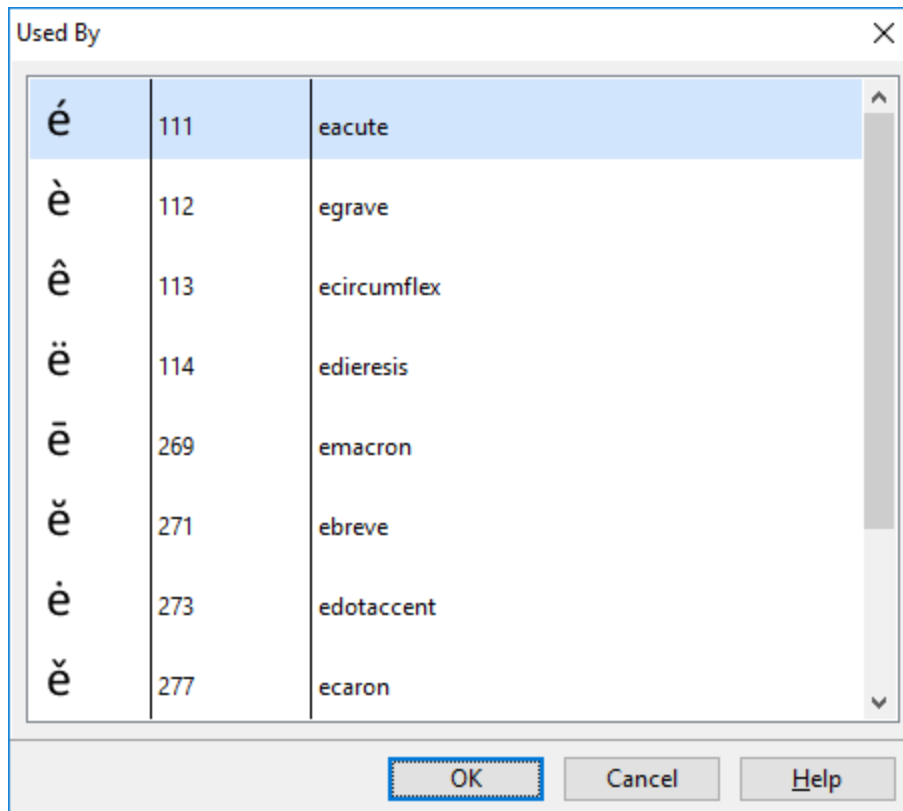 Used By
é 111 eacute
è 112 egrave
ê 113 ecircumflex
ë 114 edieresis
ē 269 emacron
ĕ 271 ebreve
ė 273 edotaccent
ě 277 ecaron
OK Cancel Help